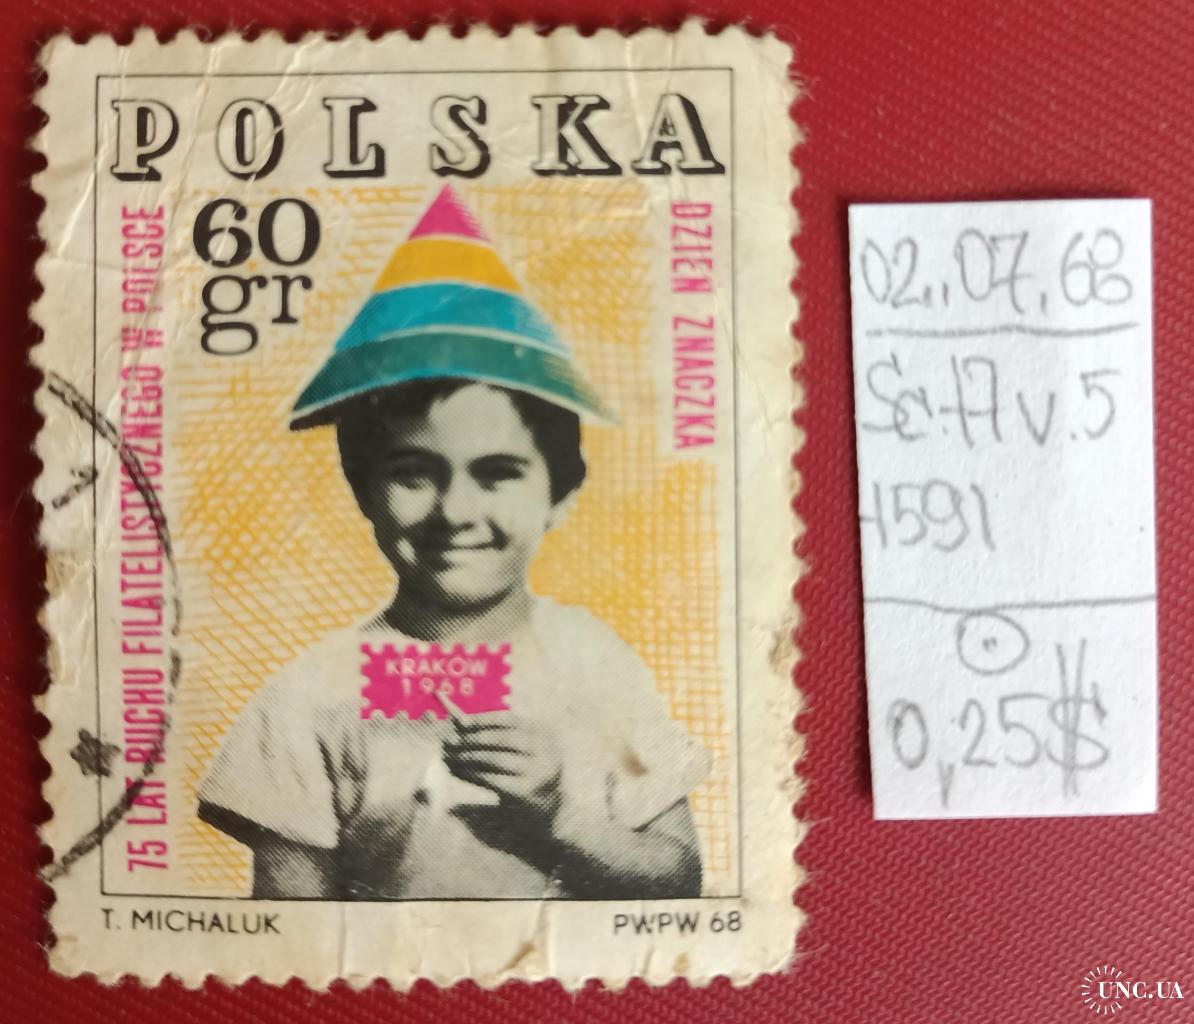 POLSKA
60
gr
75 LAT RUCHU FILATELISTYCZNEGO W POLSCE
DZIEŃ ZNACZKA
KRAKÓW
1968
T. MICHALUK
PWPW 68
02..07.68
Sc.17 v.5
1591
0,25$
UNC.UA